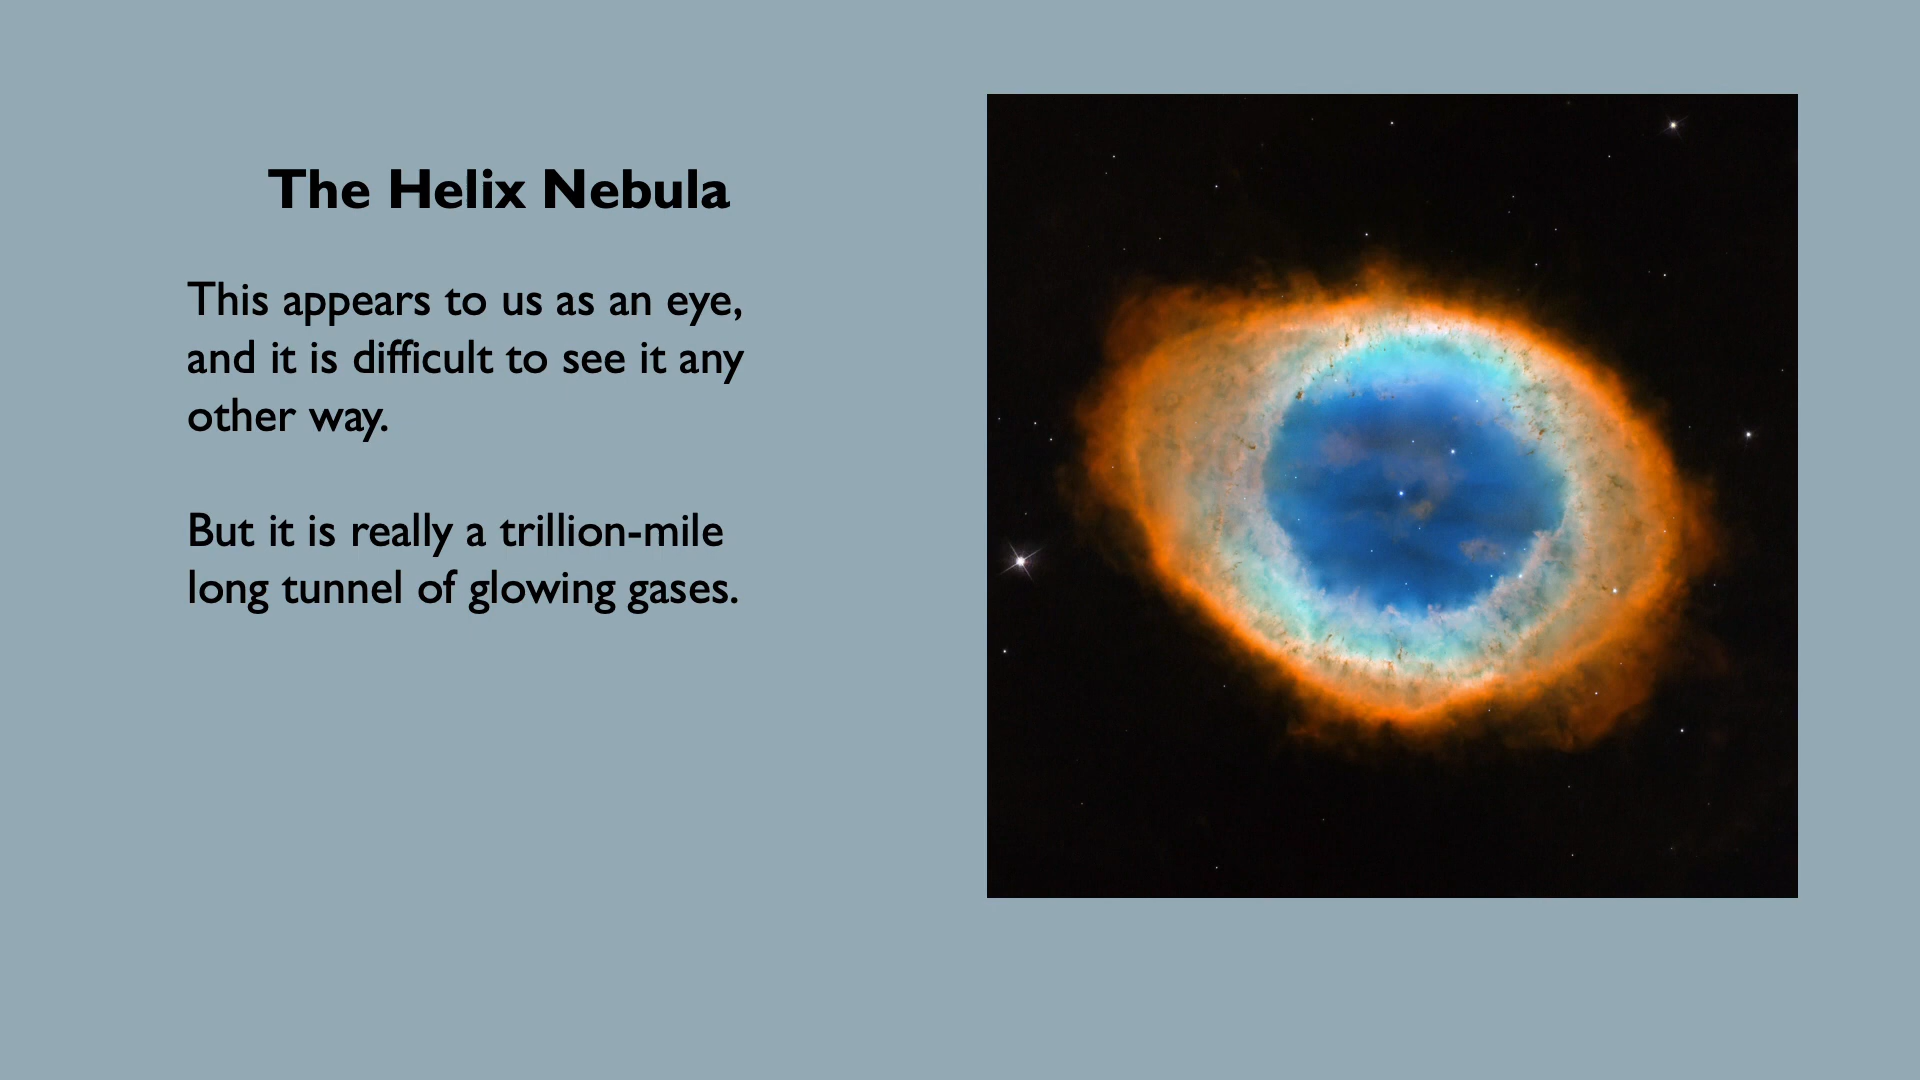 The Helix Nebula
This appears to us as an eye,
and it is difficult to see it any
other way.
But it is really a trillion-mile
long tunnel of glowing gases.